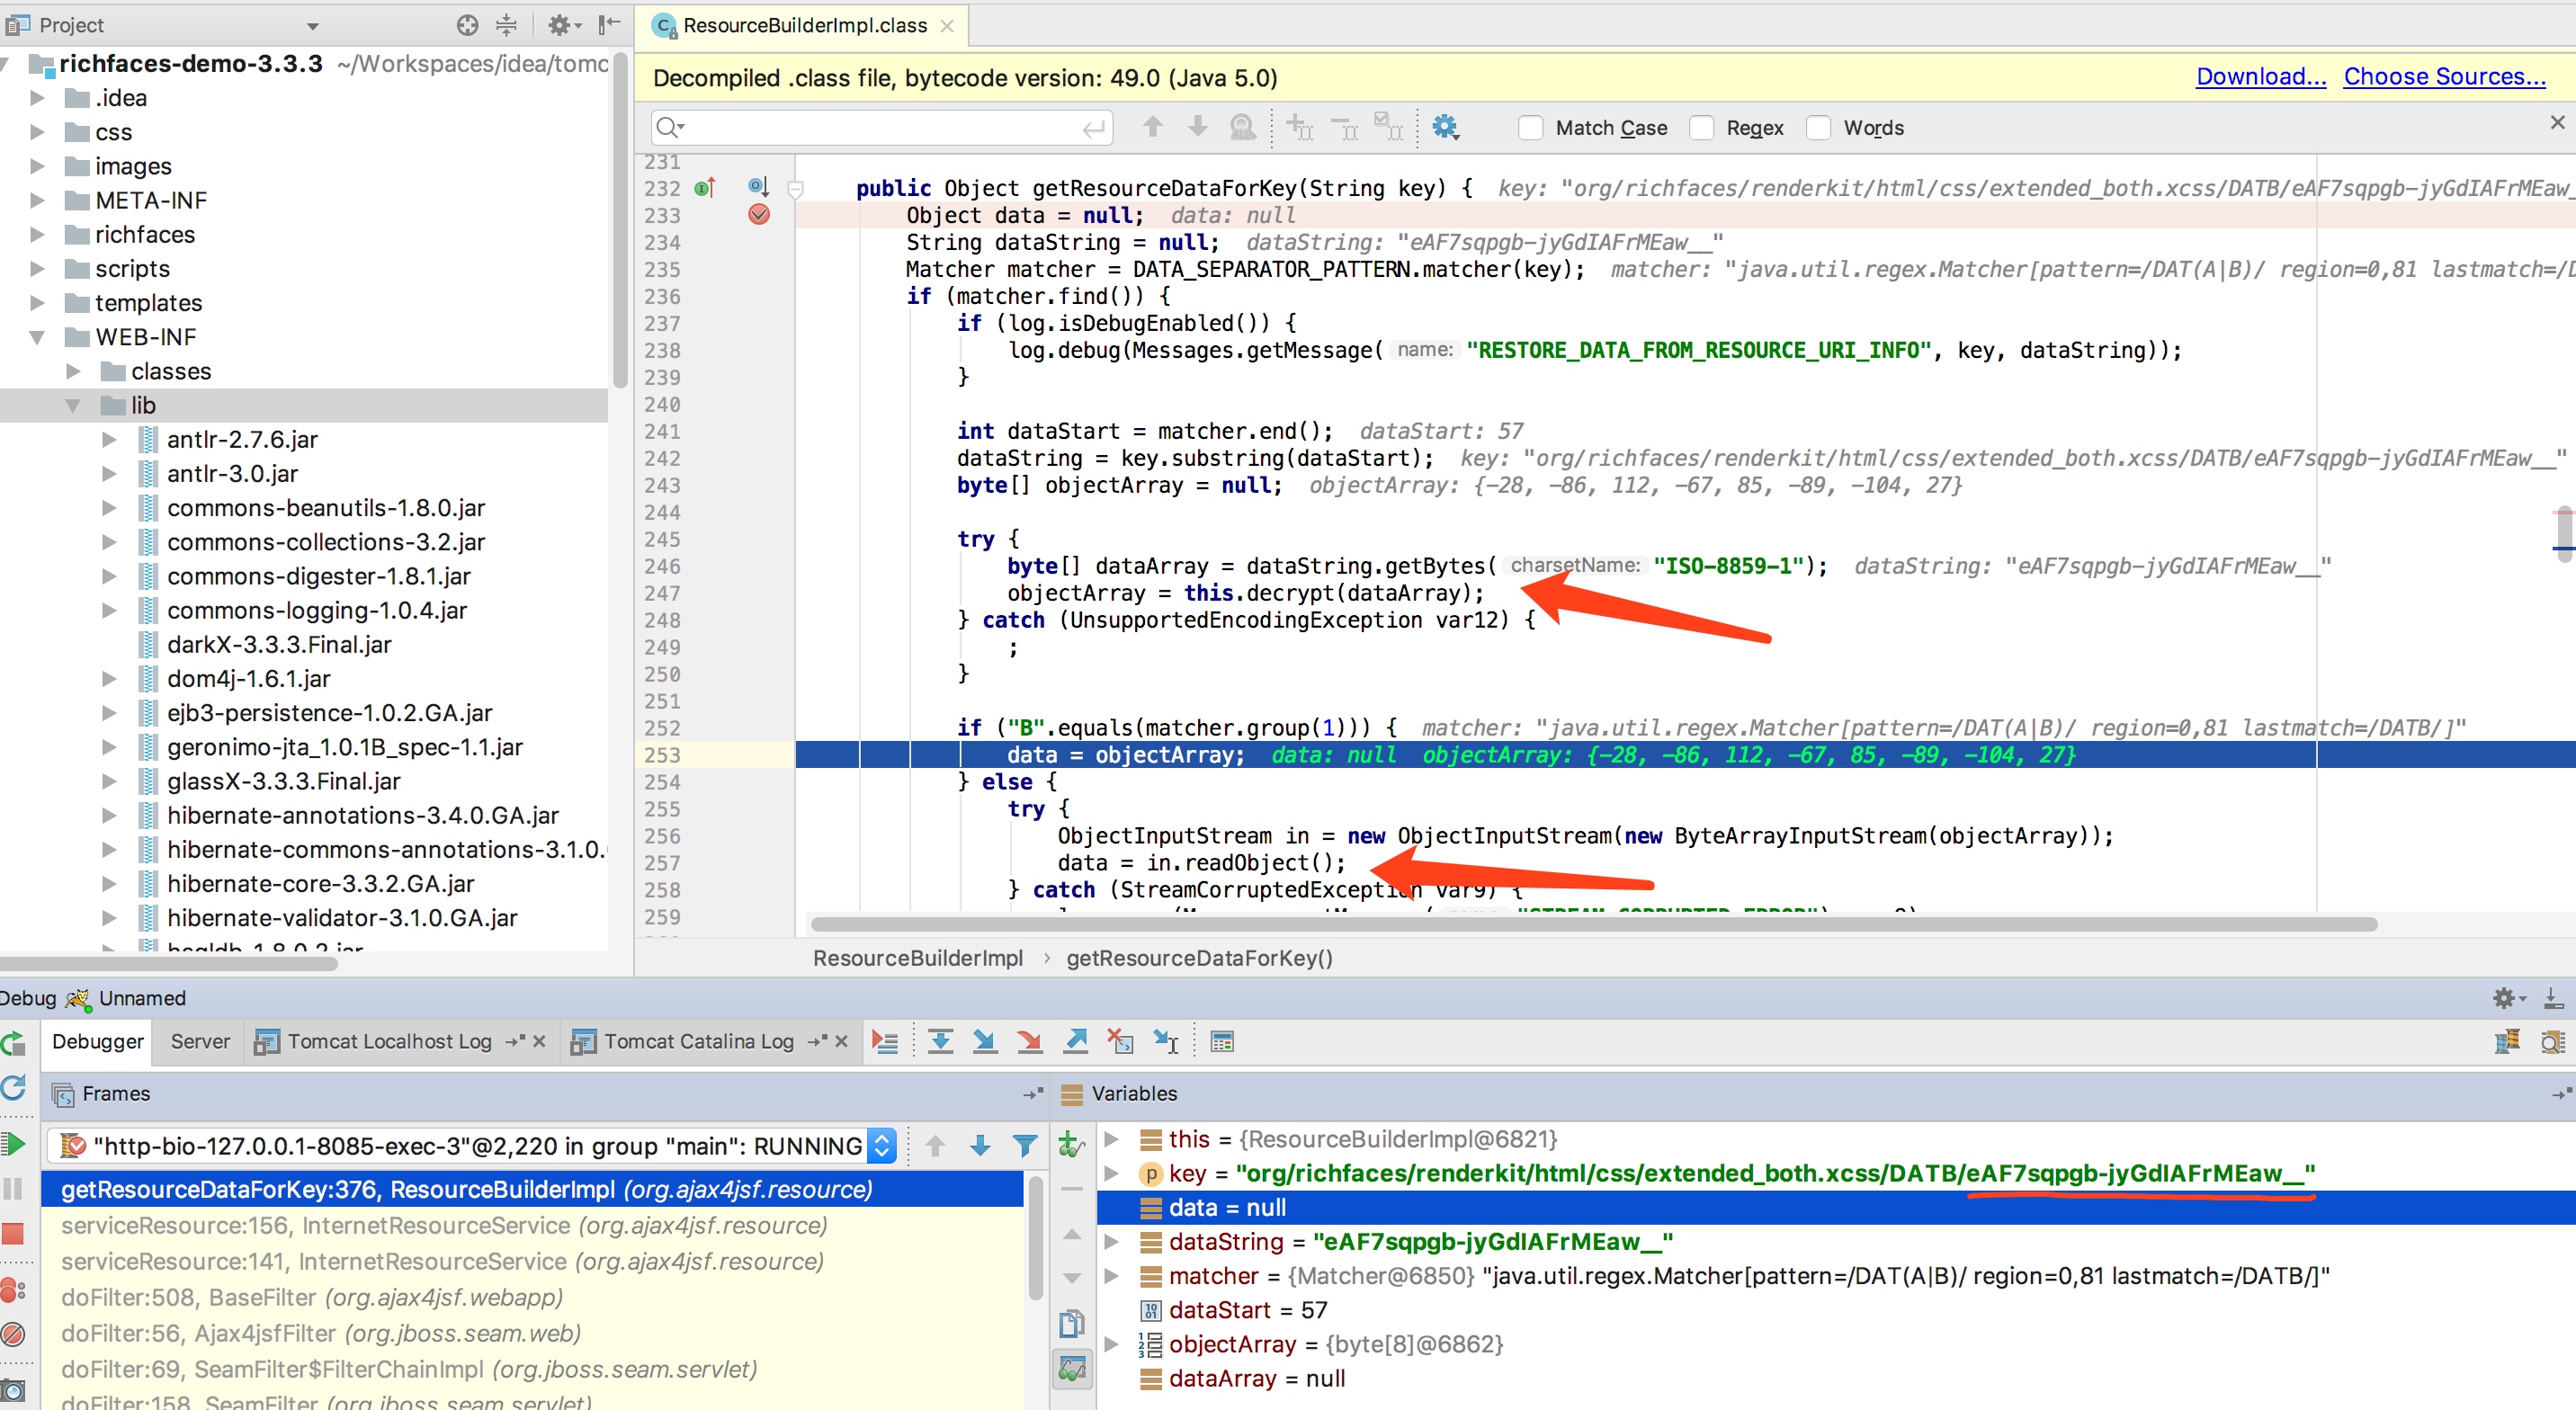 Project
ResourceBuilderImpl.class
richfaces-demo-3.3.3 ~/Workspaces/idea/tomc
.idea
css
images
META-INF
richfaces
scripts
templates
WEB-INF
classes
lib
antlr-2.7.6.jar
antlr-3.0.jar
commons-beanutils-1.8.0.jar
commons-collections-3.2.jar
commons-digester-1.8.1.jar
commons-logging-1.0.4.jar
darkX-3.3.3.Final.jar
dom4j-1.6.1.jar
ejb3-persistence-1.0.2.GA.jar
geronimo-jta_1.0.1B_spec-1.1.jar
glassX-3.3.3.Final.jar
hibernate-annotations-3.4.0.GA.jar
hibernate-commons-annotations-3.1.0.
hibernate-core-3.3.2.GA.jar
hibernate-validator-3.1.0.GA.jar
hsqldb-1.8.0.2.jar
Decompiled .class file, bytecode version: 49.0 (Java 5.0) Download... Choose Sources...
Match Case Regex Words
231
232 public Object getResourceDataForKey(String key) { key: "org/richfaces/renderkit/html/css/extended_both.xcss/DATB/eAF7sqpgb-jyGdIAFrMEaw_
233 Object data = null; data: null
234 String dataString = null; dataString: "eAF7sqpgb-jyGdIAFrMEaw__"
235 Matcher matcher = DATA_SEPARATOR_PATTERN.matcher(key); matcher: "java.util.regex.Matcher[pattern=/DAT(A|B)/ region=0,81 lastmatch=/D
236 if (matcher.find()) {
237 if (log.isDebugEnabled()) {
238 log.debug(Messages.getMessage( name: "RESTORE_DATA_FROM_RESOURCE_URI_INFO", key, dataString));
239 }
240
241 int dataStart = matcher.end(); dataStart: 57
242 dataString = key.substring(dataStart); key: "org/richfaces/renderkit/html/css/extended_both.xcss/DATB/eAF7sqpgb-jyGdIAFrMEaw__"
243 byte[] objectArray = null; objectArray: {-28, -86, 112, -67, 85, -89, -104, 27}
244
245 try {
246 byte[] dataArray = dataString.getBytes( charsetName: "ISO-8859-1"); dataString: "eAF7sqpgb-jyGdIAFrMEaw__"
247 objectArray = this.decrypt(dataArray);
248 } catch (UnsupportedEncodingException var12) {
249 ;
250 }
251
252 if ("B".equals(matcher.group(1))) { matcher: "java.util.regex.Matcher[pattern=/DAT(A|B)/ region=0,81 lastmatch=/DATB/]"
253 data = objectArray; data: null objectArray: {-28, -86, 112, -67, 85, -89, -104, 27}
254 } else {
255 try {
256 ObjectInputStream in = new ObjectInputStream(new ByteArrayInputStream(objectArray));
257 data = in.readObject();
258 } catch (StreamCorruptedException var9) {
259
ResourceBuilderImpl › getResourceDataForKey()
Debug Unnamed
Debugger Server Tomcat Localhost Log Tomcat Catalina Log
Frames
"http-bio-127.0.0.1-8085-exec-3"@2,220 in group "main": RUNNING
getResourceDataForKey:376, ResourceBuilderImpl (org.ajax4jsf.resource)
serviceResource:156, InternetResourceService (org.ajax4jsf.resource)
serviceResource:141, InternetResourceService (org.ajax4jsf.resource)
doFilter:508, BaseFilter (org.ajax4jsf.webapp)
doFilter:56, Ajax4jsfFilter (org.jboss.seam.web)
doFilter:69, SeamFilter$FilterChainImpl (org.jboss.seam.servlet)
doFilter:158, SeamFilter (org.jboss.seam.servlet)
Variables
this = {ResourceBuilderImpl@6821}
key = "org/richfaces/renderkit/html/css/extended_both.xcss/DATB/eAF7sqpgb-jyGdIAFrMEaw__"
data = null
dataString = "eAF7sqpgb-jyGdIAFrMEaw__"
matcher = {Matcher@6850} "java.util.regex.Matcher[pattern=/DAT(A|B)/ region=0,81 lastmatch=/DATB/]"
dataStart = 57
objectArray = {byte[8]@6862}
dataArray = null